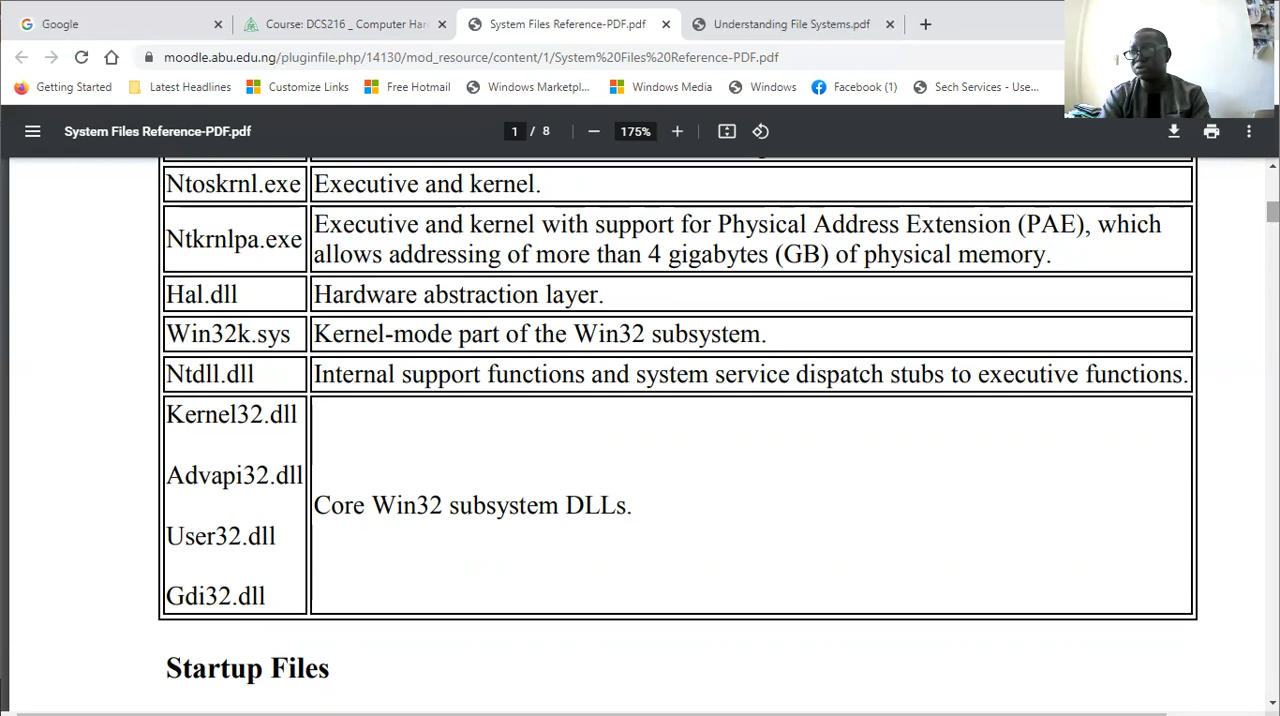 Google
Course: DCS216 _ Computer Har
System Files Reference-PDF.pdf
Understanding File Systems.pdf
moodle.abu.edu.ng/pluginfile.php/14130/mod_resource/content/1/System%20Files%20Reference-PDF.pdf
Getting Started
Latest Headlines
Customize Links
Free Hotmail
Windows Marketpl...
Windows Media
Windows
Facebook (1)
Sech Services - Use...
System Files Reference-PDF.pdf
1 / 8
175%
Ntoskrnl.exe Executive and kernel.
Ntkrnlpa.exe Executive and kernel with support for Physical Address Extension (PAE), which
allows addressing of more than 4 gigabytes (GB) of physical memory.
Hal.dll Hardware abstraction layer.
Win32k.sys Kernel-mode part of the Win32 subsystem.
Ntdll.dll Internal support functions and system service dispatch stubs to executive functions.
Kernel32.dll
Advapi32.dll
User32.dll
Gdi32.dll
Core Win32 subsystem DLLs.
Startup Files